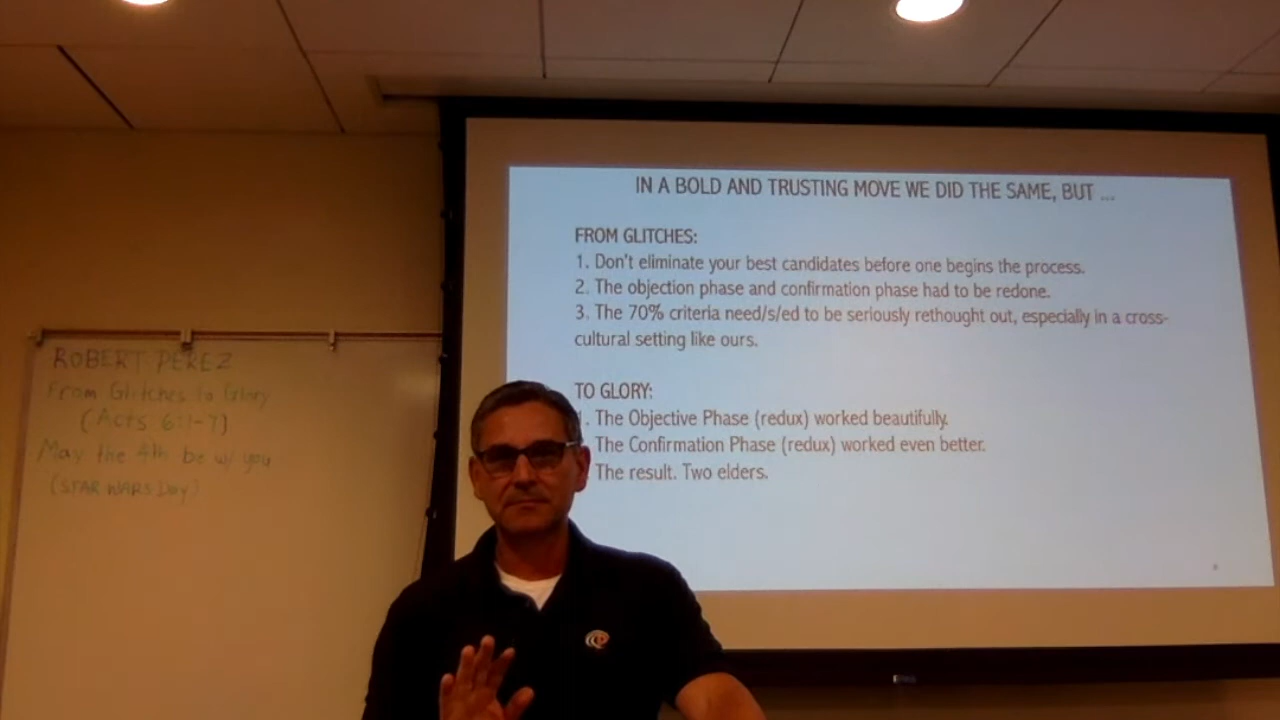 ROBERT PEREZ
From Glitches to Glory
(Acts 6:1-7)
May the 4th be w/ you
(STAR WARS Day)
IN A BOLD AND TRUSTING MOVE WE DID THE SAME, BUT ...
FROM GLITCHES:
1. Don't eliminate your best candidates before one begins the process.
2. The objection phase and confirmation phase had to be redone.
3. The 70% criteria need/s/ed to be seriously rethought out, especially in a cross-
cultural setting like ours.
TO GLORY:
. The Objective Phase (redux) worked beautifully.
The Confirmation Phase (redux) worked even better.
The result. Two elders.